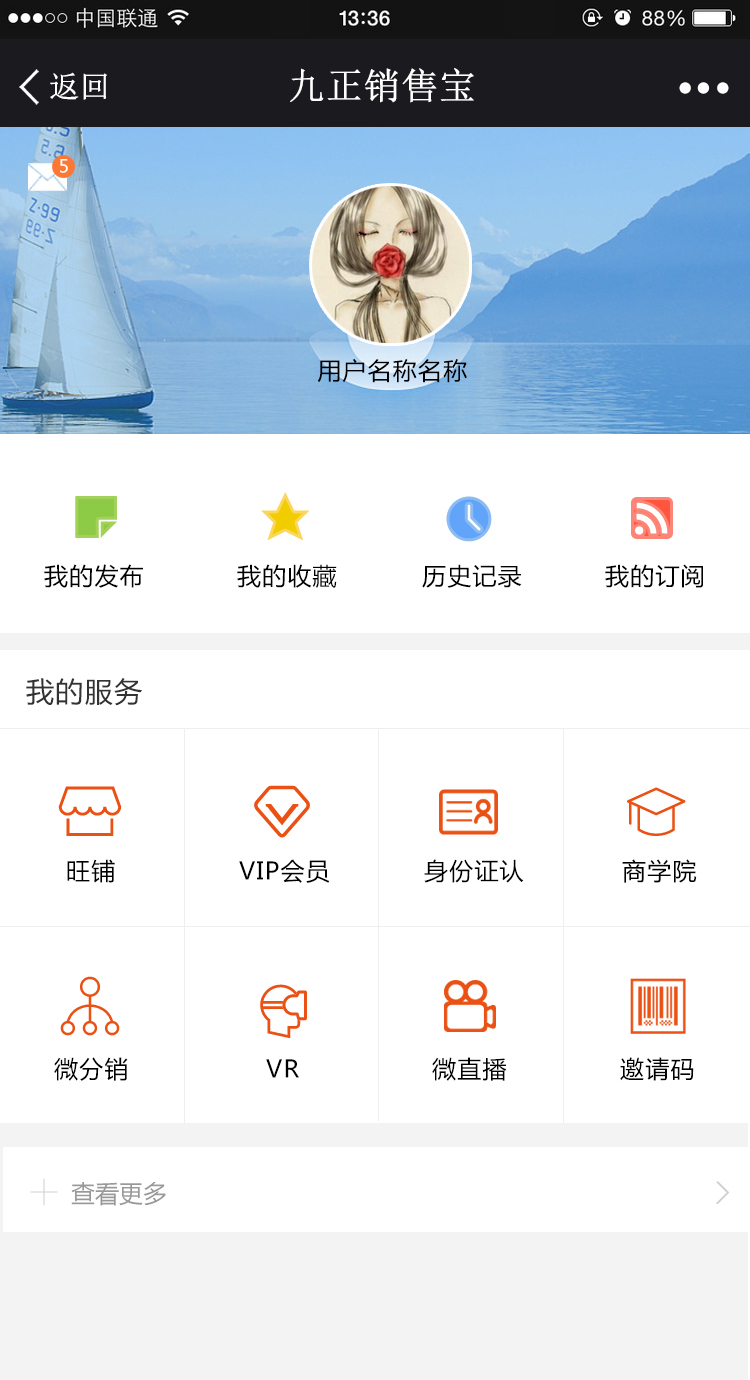 中国联通 13:36 88%
返回 九正销售宝
5
用户名称名称
我的发布 我的收藏 历史记录 我的订阅
我的服务
旺铺 VIP会员 身份证认 商学院
微分销 VR 微直播 邀请码
查看更多